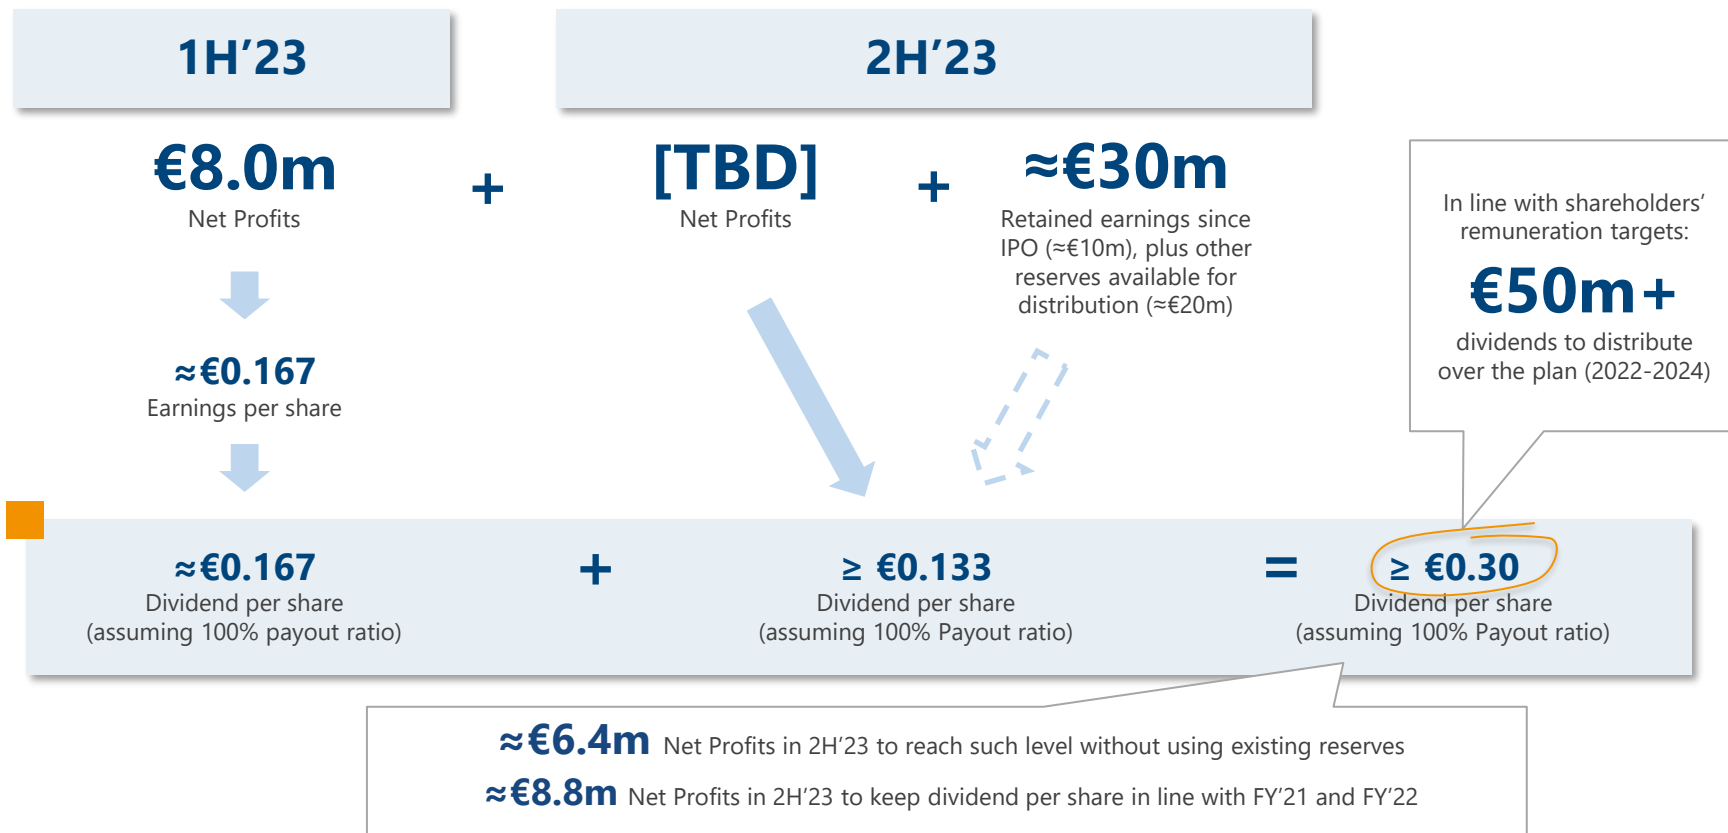 1H’23
2H’23
€8.0m
Net Profits
+
[TBD]
Net Profits
+
≈€30m
Retained earnings since
IPO (≈€10m), plus other
reserves available for
distribution (≈€20m)
In line with shareholders’
remuneration targets:
€50m+
dividends to distribute
over the plan (2022-2024)
≈€0.167
Earnings per share
≈€0.167
Dividend per share
(assuming 100% payout ratio)
+
≥ €0.133
Dividend per share
(assuming 100% Payout ratio)
=
≥ €0.30
Dividend per share
(assuming 100% Payout ratio)
≈€6.4m Net Profits in 2H’23 to reach such level without using existing reserves
≈€8.8m Net Profits in 2H’23 to keep dividend per share in line with FY’21 and FY’22